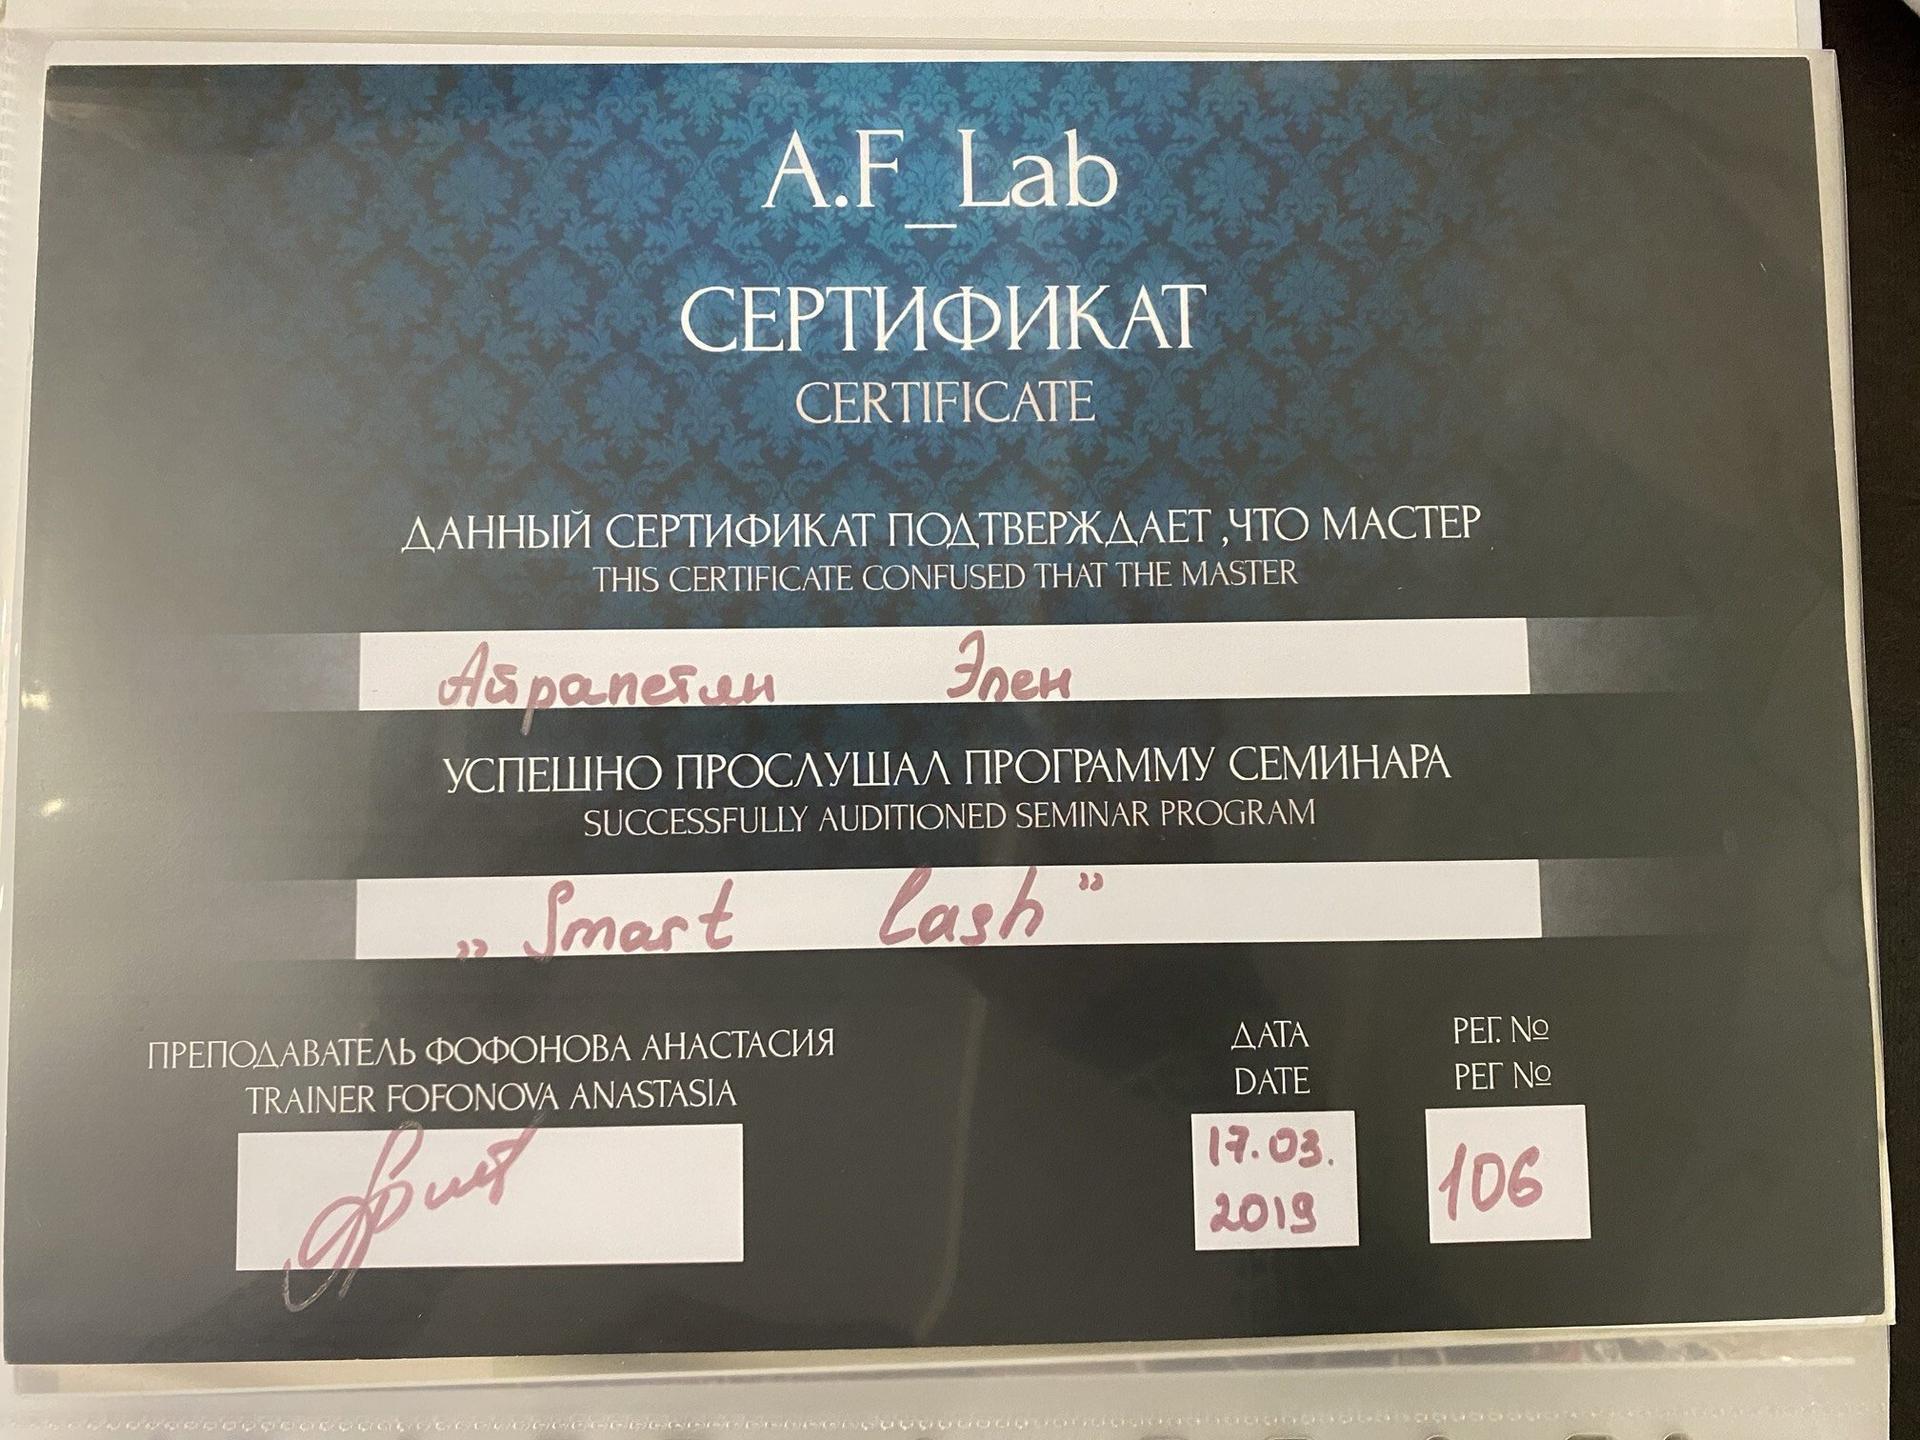 A.F_Lab
СЕРТИФИКАТ
CERTIFICATE
ДАННЫЙ СЕРТИФИКАТ ПОДТВЕРЖДАЕТ ,ЧТО МАСТЕР
THIS CERTIFICATE CONFUSED THAT THE MASTER
Айрапетян Элен
УСПЕШНО ПРОСЛУШАЛ ПРОГРАММУ СЕМИНАРА
SUCCESSFULLY AUDITIONED SEMINAR PROGRAM
„Smart Lash”
ПРЕПОДАВАТЕЛЬ ФОФОНОВА АНАСТАСИЯ
TRAINER FOFONOVA ANASTASIA
ДАТА
DATE
17.03.
2019
РЕГ. №
РЕГ №
106